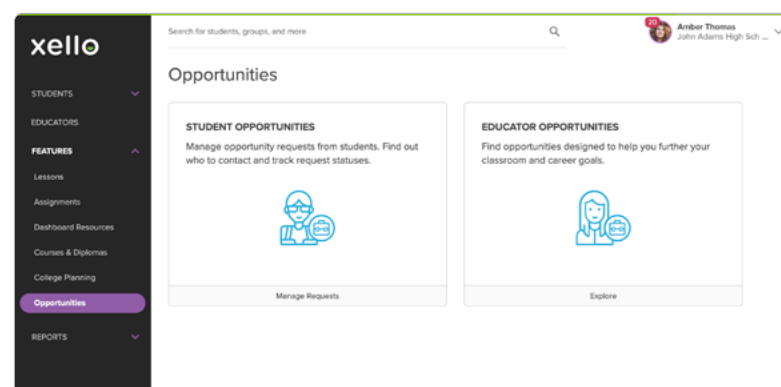 xello
Search for students, groups, and more
20
Amber Thomas
John Adams High Sch ...
STUDENTS
EDUCATORS
FEATURES
Lessons
Assignments
Dashboard Resources
Courses & Diplomas
College Planning
Opportunities
REPORTS
Opportunities
STUDENT OPPORTUNITIES
Manage opportunity requests from students. Find out
who to contact and track request statuses.
Manage Requests
EDUCATOR OPPORTUNITIES
Find opportunities designed to help you further your
classroom and career goals.
Explore